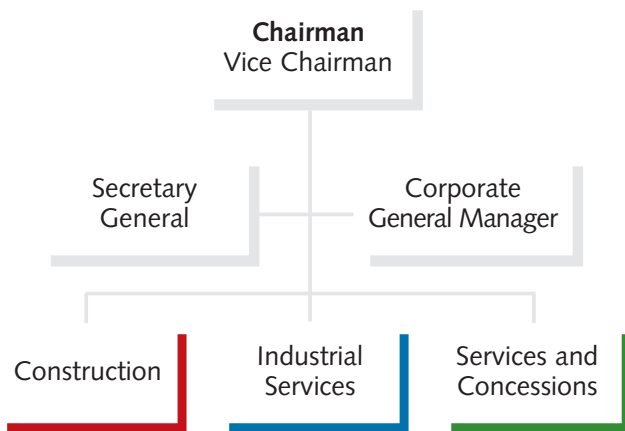 Chairman
Vice Chairman
Secretary
General
Corporate
General Manager
Construction
Industrial
Services
Services and
Concessions